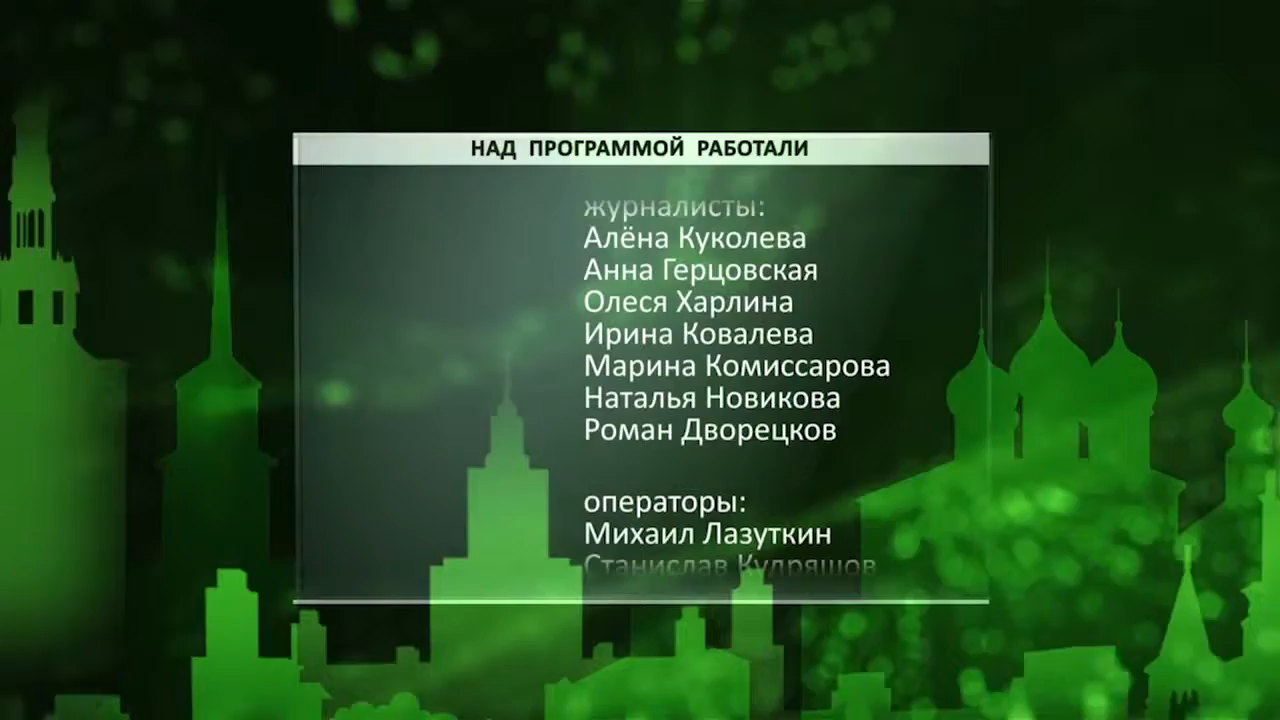 НАД ПРОГРАММОЙ РАБОТАЛИ
журналисты:
Алёна Куколева
Анна Герцовская
Олеся Харлина
Ирина Ковалева
Марина Комиссарова
Наталья Новикова
Роман Дворецков
операторы:
Михаил Лазуткин
Станислав Кудряшов